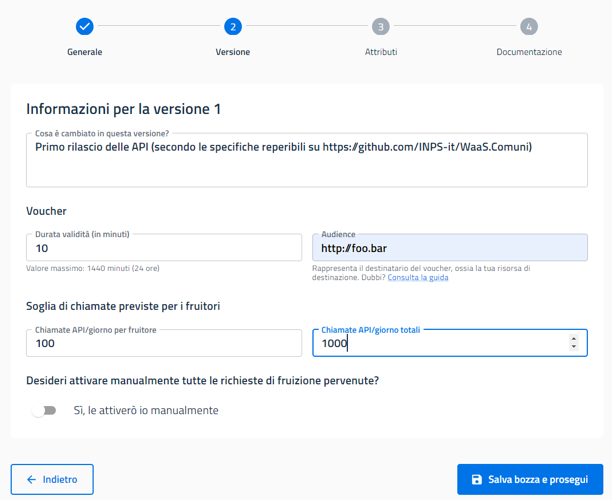 2
3
4
Generale
Versione
Attributi
Documentazione
Informazioni per la versione 1
Cosa è cambiato in questa versione?
Primo rilascio delle API (secondo le specifiche reperibili su https://github.com/INPS-it/WaaS.Comuni)
Voucher
Durata validità (in minuti)
10
Audience
http://foo.bar
Valore massimo: 1440 minuti (24 ore)
Rappresenta il destinatario del voucher, ossia la tua risorsa di
destinazione. Dubbi? Consulta la guida
Soglia di chiamate previste per i fruitori
Chiamate API/giorno per fruitore
100
Chiamate API/giorno totali
1000
Desideri attivare manualmente tutte le richieste di fruizione pervenute?
Sì, le attiverò io manualmente
Indietro
Salva bozza e prosegui